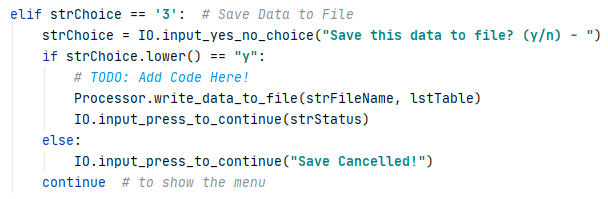 elif strChoice == '3':  # Save Data to File
    strChoice = IO.input_yes_no_choice("Save this data to file? (y/n) - ")
    if strChoice.lower() == "y":
        # TODO: Add Code Here!
        Processor.write_data_to_file(strFileName, lstTable)
        IO.input_press_to_continue(strStatus)
    else:
        IO.input_press_to_continue("Save Cancelled!")
    continue  # to show the menu